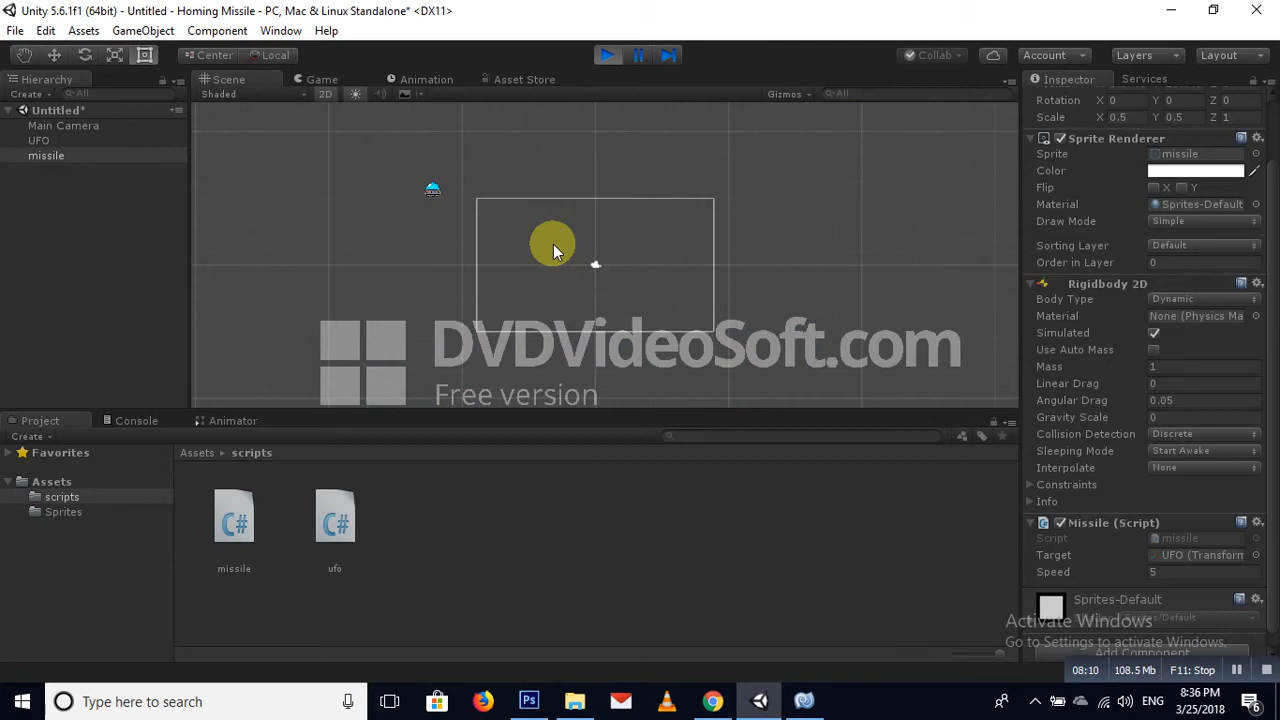 Unity 5.6.1f1 (64bit) - Untitled - Homing Missile - PC, Mac & Linux Standalone* <DX11>
File Edit Assets GameObject Component Window Help
Center Local Collab Account Layers Layout
Hierarchy Scene Game Animation Asset Store Inspector Services
Create All Shaded 2D Gizmos All
Untitled*
Main Camera
UFO
missile
Rotation X 0 Y 0 Z 0
Scale X 0.5 Y 0.5 Z 1
Sprite Renderer
Sprite missile
Color
Flip X Y
Material Sprites-Default
Draw Mode Simple
Sorting Layer Default
Order in Layer 0
Rigidbody 2D
Body Type Dynamic
Material None (Physics Ma
Simulated
Use Auto Mass
Mass 1
Linear Drag 0
Angular Drag 0.05
Gravity Scale 0
Collision Detection Discrete
Sleeping Mode Start Awake
Interpolate None
Constraints
Info
Missile (Script)
Script missile
Target UFO (Transform
Speed 5
Sprites-Default
Add Component
DVDVideoSoft.com
Free version
Project Console Animator
Create
Favorites
Assets
scripts
Sprites
Assets scripts
C# C#
missile ufo
Activate Windows
Go to Settings to activate Windows.
08:10 108.5 Mb F11: Stop
Type here to search
Ps
ENG
8:36 PM
3/25/2018
6